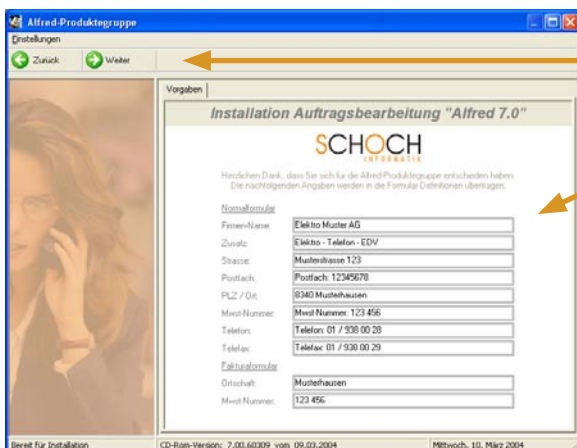 Alfred-Produktegruppe
Einstellungen
Zurück Weiter
Vorgaben
Installation Auftragsbearbeitung "Alfred 7.0"
SCHOCH
INFORMATIK
Herzlichen Dank, dass Sie sich für die Alfred-Produktegruppe entschieden haben.
Die nachfolgenden Angaben werden in die Formular Definitionen übertragen.
Normalformular
Firmen-Name: Elektro Muster AG
Zusatz: Elektro - Telefon - EDV
Strasse: Musterstrasse 123
Postfach: Postfach: 12345678
PLZ / Ort: 8340 Musterhausen
Mwst-Nummer: Mwst-Nummer: 123 456
Telefon: Telefon: 01 / 938 00 28
Telefax: Telefax: 01 / 938 00 29
Fakturaformular
Ortschaft: Musterhausen
Mwst-Nummer: 123 456
Bereit für Installation CD-Rom-Version: 7.00.60309 vom 09.03.2004 Mittwoch, 10. März 2004